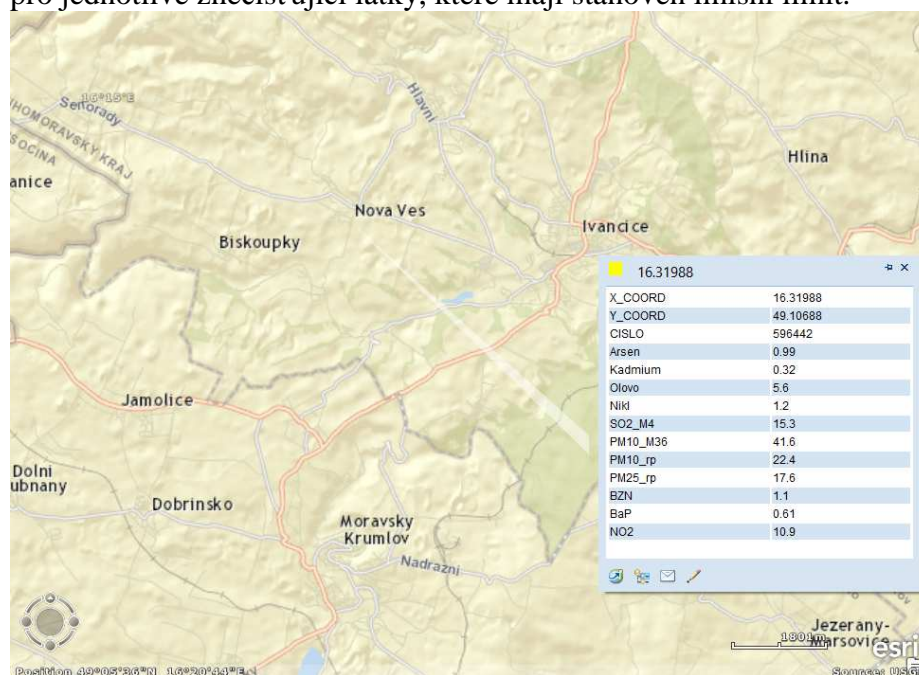 pro jednotlivé znečišťující látky, které mají stanoven imisní limit.
16°15'E
Senorady
Hlavni
JIHOMORAVSKY KRAJ
Hlina
anice
Nova Ves
Ivancice
Biskoupky
16.31988
X_COORD 16.31988
Y_COORD 49.10688
CISLO 596442
Arsen 0.99
Kadmium 0.32
Olovo 5.6
Nikl 1.2
SO2_M4 15.3
PM10_M36 41.6
PM10_rp 22.4
PM25_rp 17.6
BZN 1.1
BaP 0.61
NO2 10.9
Jamolice
Dolni
ubnany
Dobrinsko
Moravsky
Krumlov
Nadrazni
Jezerany-
Marsovice
1801m
esri
Position 49°05'36"N 16°20'44"E
Sources: USG